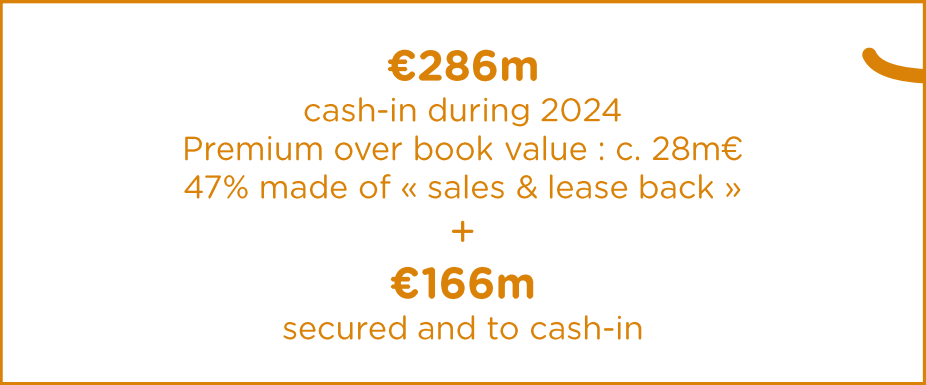 €286m
cash-in during 2024
Premium over book value : c. 28m€
47% made of « sales & lease back »
+
€166m
secured and to cash-in